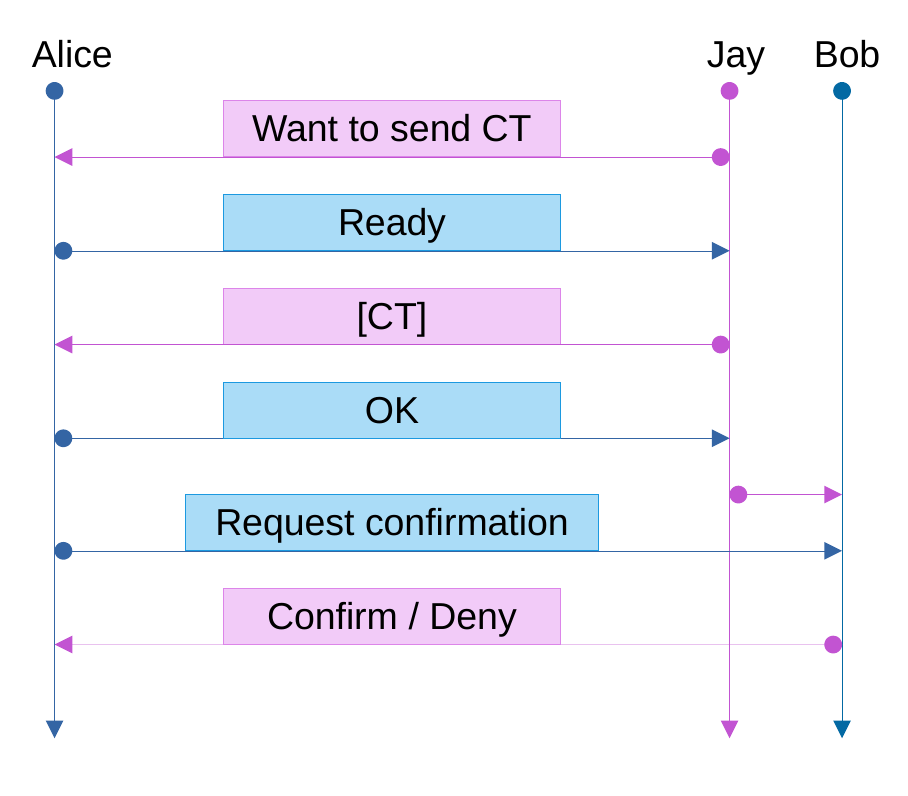 Alice Jay Bob
Want to send CT
Ready
[CT]
OK
Request confirmation
Confirm / Deny